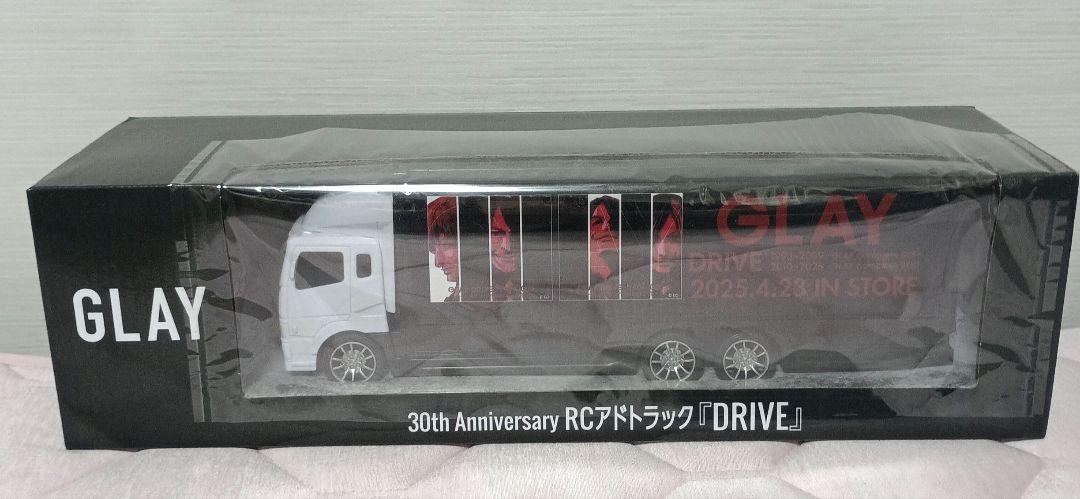 GLAY
GLAY
DRIVE
2025.4.23 IN STORE
30th Anniversary RCアドトラック『DRIVE』